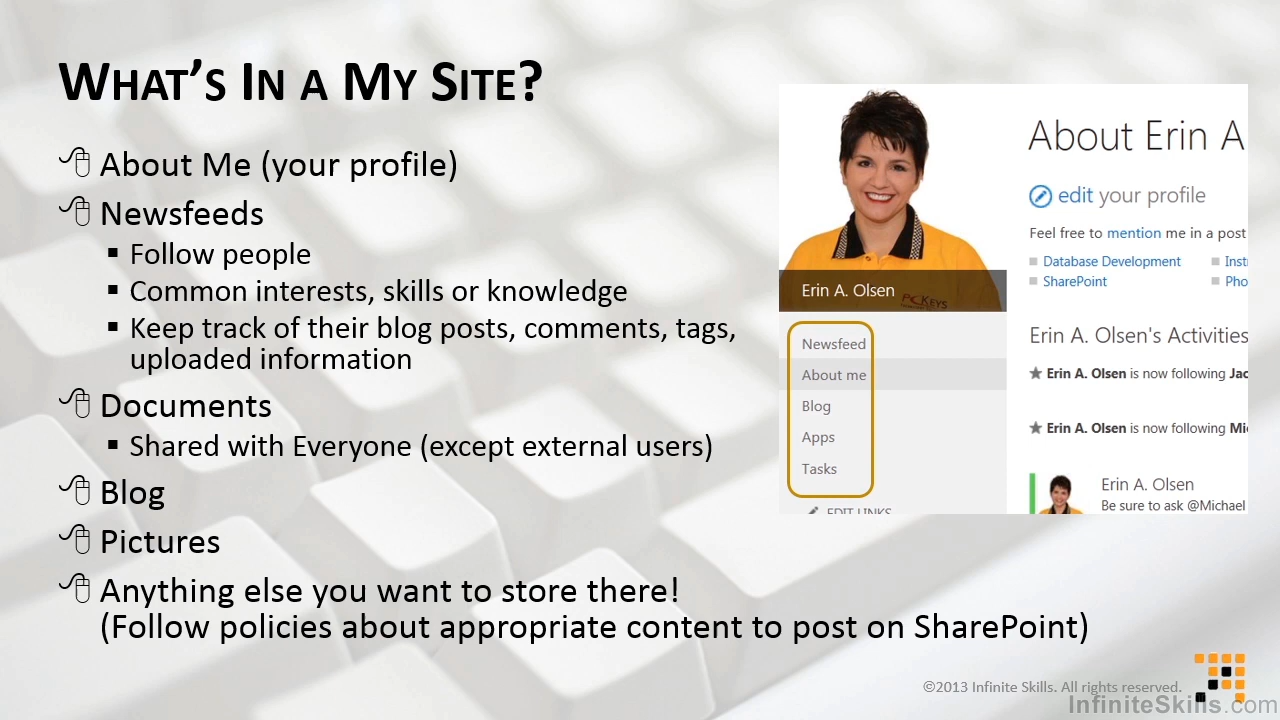 WHAT'S IN A MY SITE?
About Me (your profile)
Newsfeeds
▪ Follow people
▪ Common interests, skills or knowledge
▪ Keep track of their blog posts, comments, tags,
uploaded information
Documents
▪ Shared with Everyone (except external users)
Blog
Pictures
Anything else you want to store there!
(Follow policies about appropriate content to post on SharePoint)
PCKEYS
Erin A. Olsen
Newsfeed
About me
Blog
Apps
Tasks
EDIT LINKS
About Erin A
edit your profile
Feel free to mention me in a post
Database Development Inst
SharePoint Pho
Erin A. Olsen's Activities
Erin A. Olsen is now following Jac
Erin A. Olsen is now following Mi
Erin A. Olsen
Be sure to ask @Michael
©2013 Infinite Skills. All rights reserved.
InfiniteSkills.com